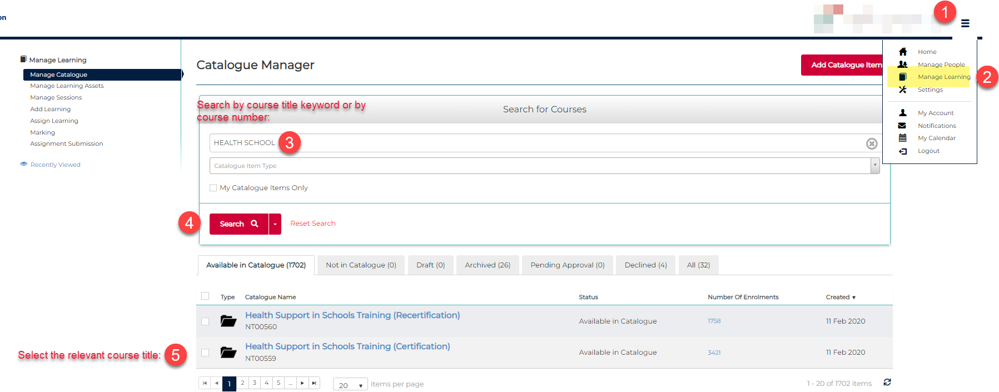 on
1
Home
Manage People
Manage Learning
2
Settings
My Account
Notifications
My Calendar
Logout
Manage Learning
Manage Catalogue
Manage Learning Assets
Manage Sessions
Add Learning
Assign Learning
Marking
Assignment Submission
Recently Viewed
Catalogue Manager
Add Catalogue Item
Search by course title keyword or by
course number:
Search for Courses
HEALTH SCHOOL
3
Catalogue Item Type
My Catalogue Items Only
4
Search
Reset Search
Available in Catalogue (1702)
Not in Catalogue (0)
Draft (0)
Archived (26)
Pending Approval (0)
Declined (4)
All (32)
Type
Catalogue Name
Status
Number Of Enrolments
Created
Health Support in Schools Training (Recertification)
NT00560
Available in Catalogue
1758
11 Feb 2020
Select the relevant course title:
5
Health Support in Schools Training (Certification)
NT00559
Available in Catalogue
3421
11 Feb 2020
1 2 3 4 5 ...
20
items per page
1 - 20 of 1702 items